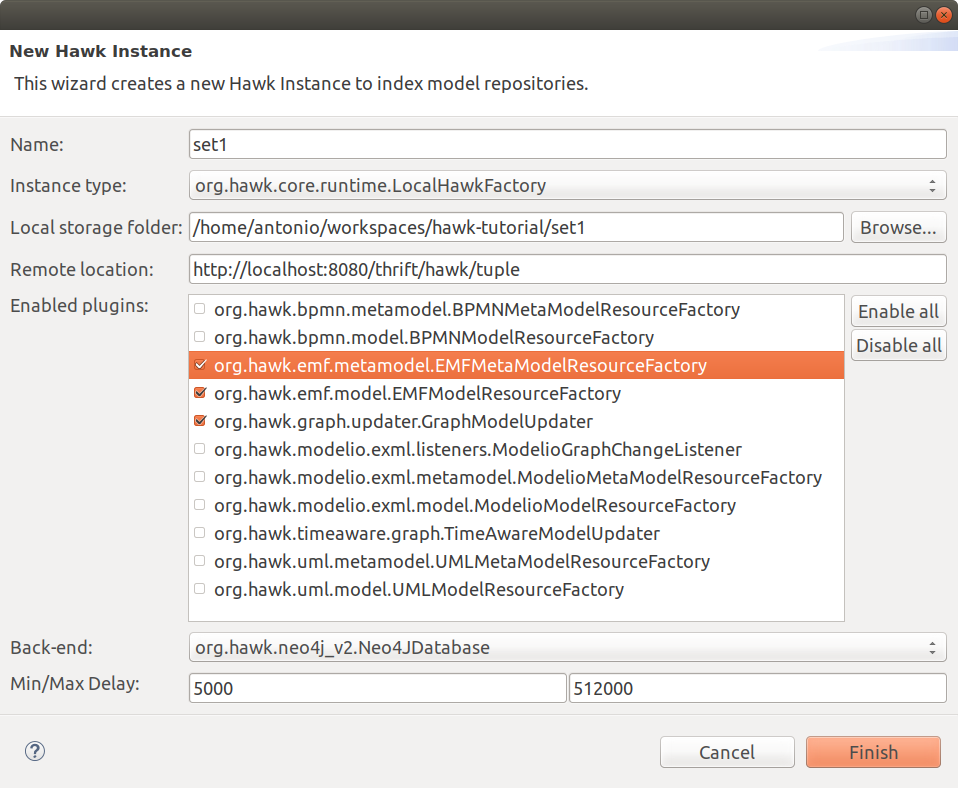 New Hawk Instance
This wizard creates a new Hawk Instance to index model repositories.
Name: set1
Instance type: org.hawk.core.runtime.LocalHawkFactory
Local storage folder: /home/antonio/workspaces/hawk-tutorial/set1 Browse...
Remote location: http://localhost:8080/thrift/hawk/tuple
Enabled plugins:
org.hawk.bpmn.metamodel.BPMNMetaModelResourceFactory
org.hawk.bpmn.model.BPMNModelResourceFactory
org.hawk.emf.metamodel.EMFMetaModelResourceFactory
org.hawk.emf.model.EMFModelResourceFactory
org.hawk.graph.updater.GraphModelUpdater
org.hawk.modelio.exml.listeners.ModelioGraphChangeListener
org.hawk.modelio.exml.metamodel.ModelioMetaModelResourceFactory
org.hawk.modelio.exml.model.ModelioModelResourceFactory
org.hawk.timeaware.graph.TimeAwareModelUpdater
org.hawk.uml.metamodel.UMLMetaModelResourceFactory
org.hawk.uml.model.UMLModelResourceFactory
Enable all
Disable all
Back-end: org.hawk.neo4j_v2.Neo4JDatabase
Min/Max Delay: 5000 512000
? Cancel Finish